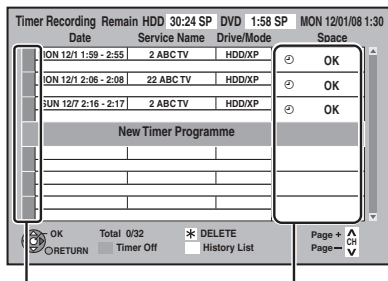 Timer Recording Remain HDD 30:24 SP DVD 1:58 SP MON 12/01/08 1:30
Date Service Name Drive/Mode Space
MON 12/1 1:59 - 2:55 2 ABC TV HDD/XP OK
MON 12/1 2:06 - 2:08 22 ABC TV HDD/XP OK
SUN 12/7 2:16 - 2:17 2 ABC TV HDD/XP OK
New Timer Programme
OK Total 0/32 * DELETE Page + CH
RETURN Timer Off History List Page−